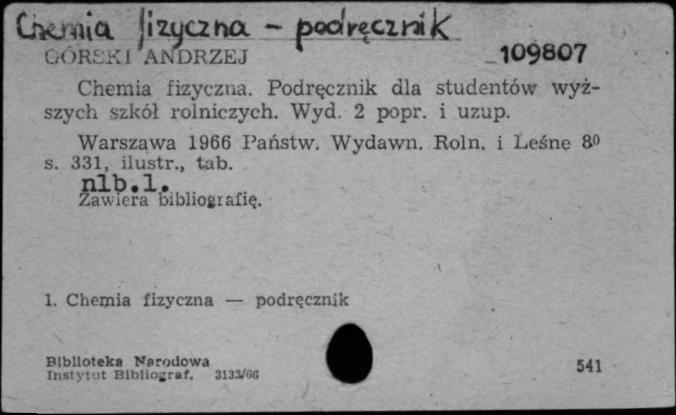 Chemia fizyczna - podręcznik
GÓRSKI ANDRZEJ 109807
Chemia fizyczna. Podręcznik dla studentów wyż-
szych szkół rolniczych. Wyd. 2 popr. i uzup.
Warszawa 1966 Państw. Wydawn. Roln. i Leśne 8⁰
s. 331, ilustr., tab.
nlb.1.
Zawiera bibliografię.
1. Chemia fizyczna — podręcznik
Biblioteka Narodowa
Instytut Bibliograf. 3133/66
541